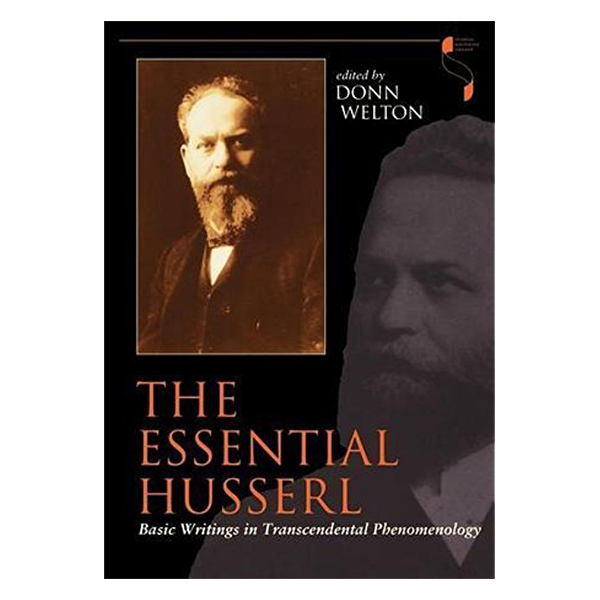 edited by
DONN
WELTON
THE
ESSENTIAL
HUSSERL
Basic Writings in Transcendental Phenomenology